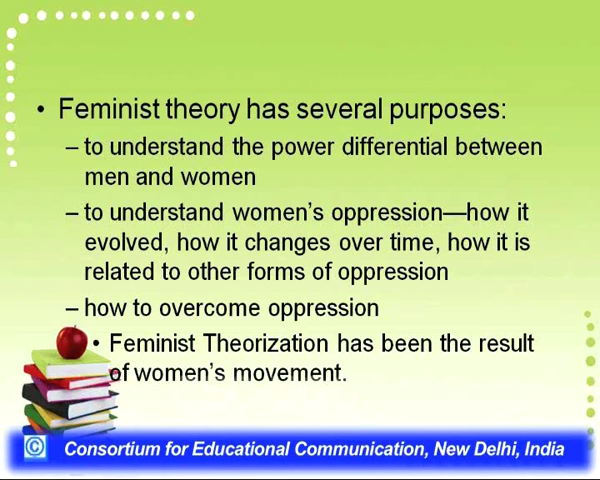 • Feminist theory has several purposes:
– to understand the power differential between
men and women
– to understand women's oppression—how it
evolved, how it changes over time, how it is
related to other forms of oppression
– how to overcome oppression
• Feminist Theorization has been the result
of women's movement.
© Consortium for Educational Communication, New Delhi, India